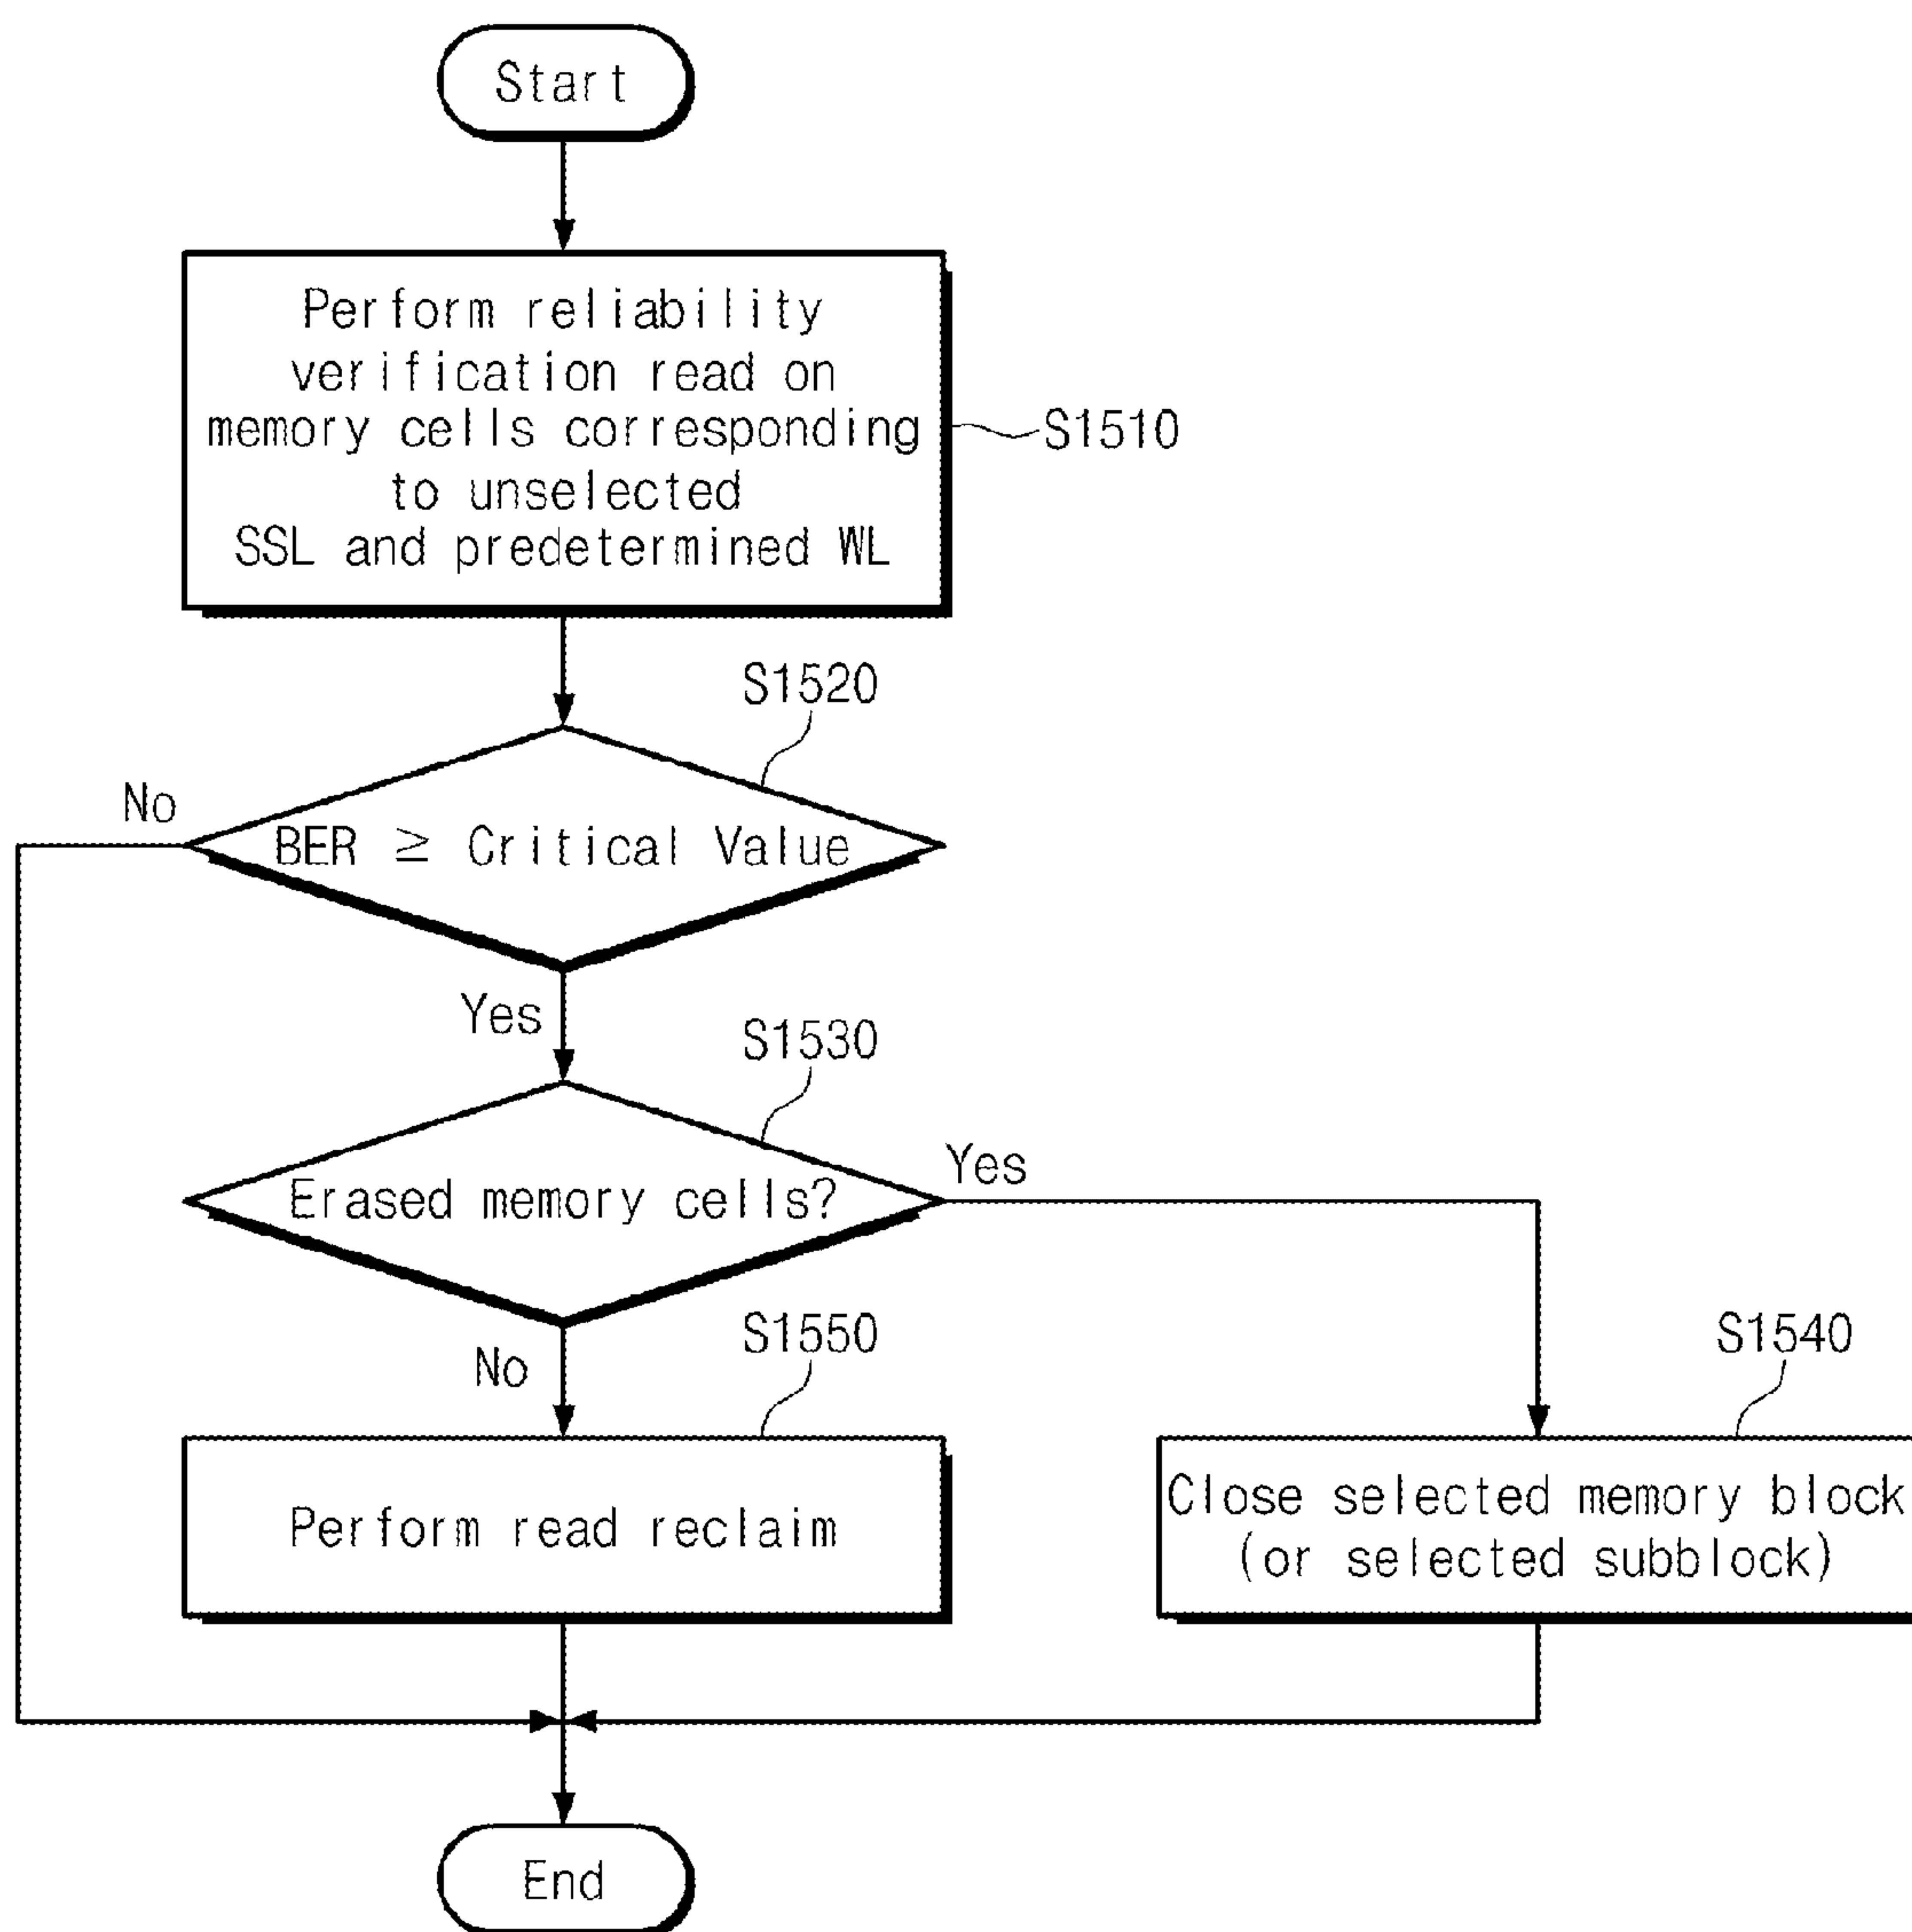 Start
Perform reliability
verification read on
memory cells corresponding
to unselected
SSL and predetermined WL
S1510
S1520
No
BER ≥ Critical Value
Yes
S1530
Yes
Erased memory cells?
S1550
S1540
No
Perform read reclaim
Close selected memory block
(or selected subblock)
End